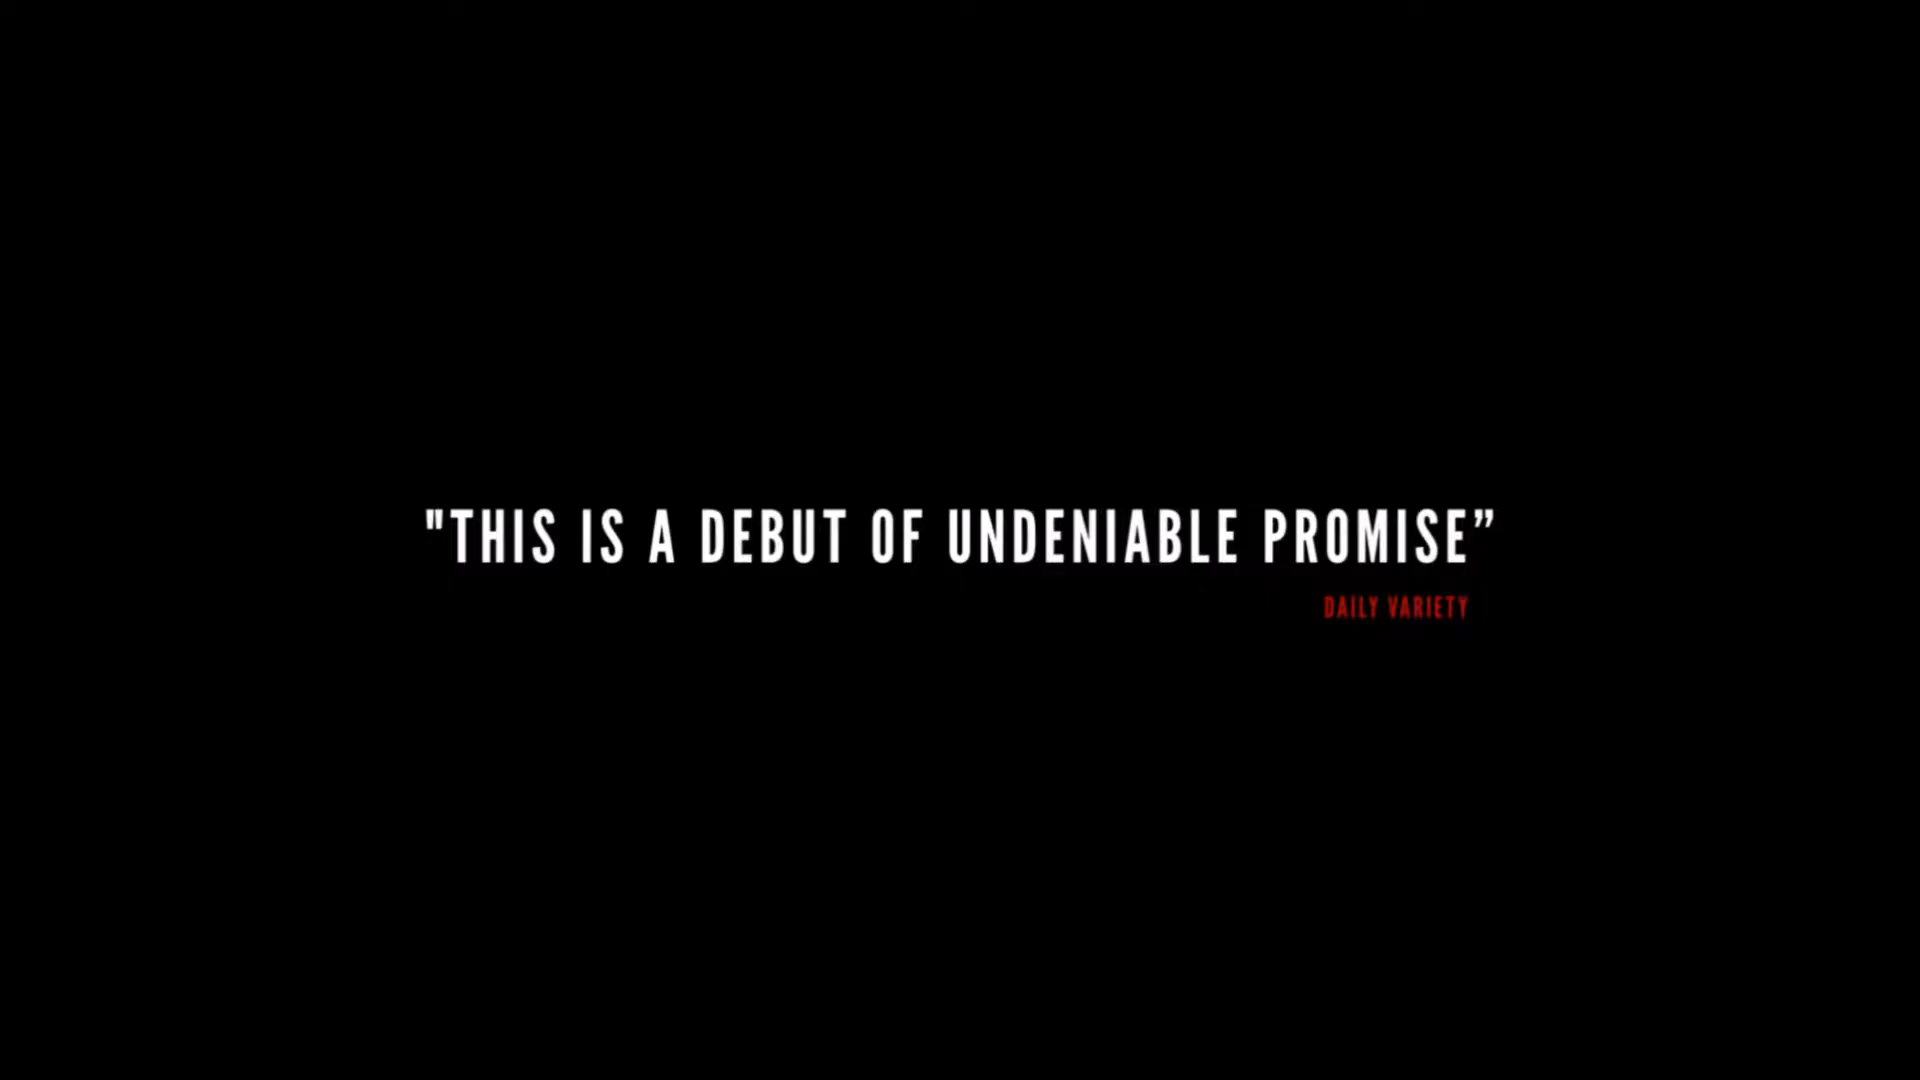 "THIS IS A DEBUT OF UNDENIABLE PROMISE”
DAILY VARIETY